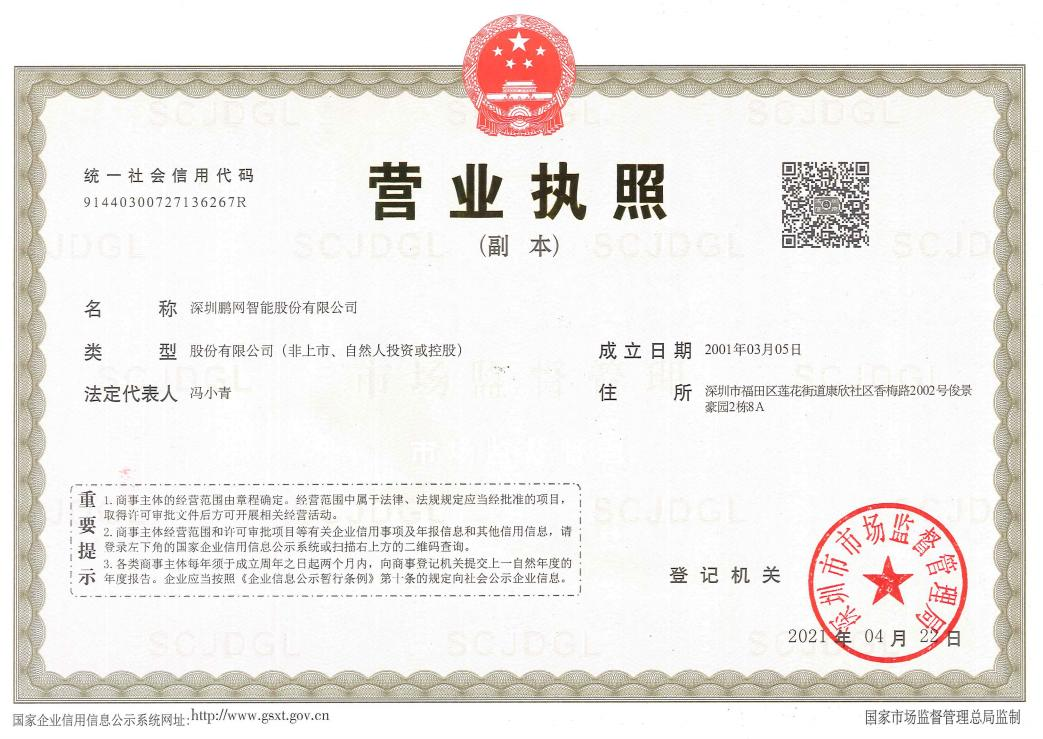 营业执照
(副 本)
统一社会信用代码
91440300727136267R
名 称 深圳鹏网智能股份有限公司
类 型 股份有限公司（非上市、自然人投资或控股）
法定代表人 冯小青
成立日期 2001年03月05日
住 所 深圳市福田区莲花街道康欣社区香梅路2002号俊景
豪园2栋8A
重要提示
1.商事主体的经营范围由章程确定。经营范围中属于法律、法规规定应当经批准的项目，
取得许可审批文件后方可开展相关经营活动。
2.商事主体经营范围和许可审批项目等有关企业信用事项及年报信息和其他信用信息，请
登录左下角的国家企业信用信息公示系统或扫描右上方的二维码查询。
3.各类商事主体每年须于成立周年之日起两个月内，向商事登记机关提交上一自然年度的
年度报告。企业应当按照《企业信息公示暂行条例》第十条的规定向社会公示企业信息。
登记机关
深圳市市场监督管理局
2021 年 04 月 22 日
国家企业信用信息公示系统网址:http://www.gsxt.gov.cn
国家市场监督管理总局监制
SCJDGL
市场监督管理